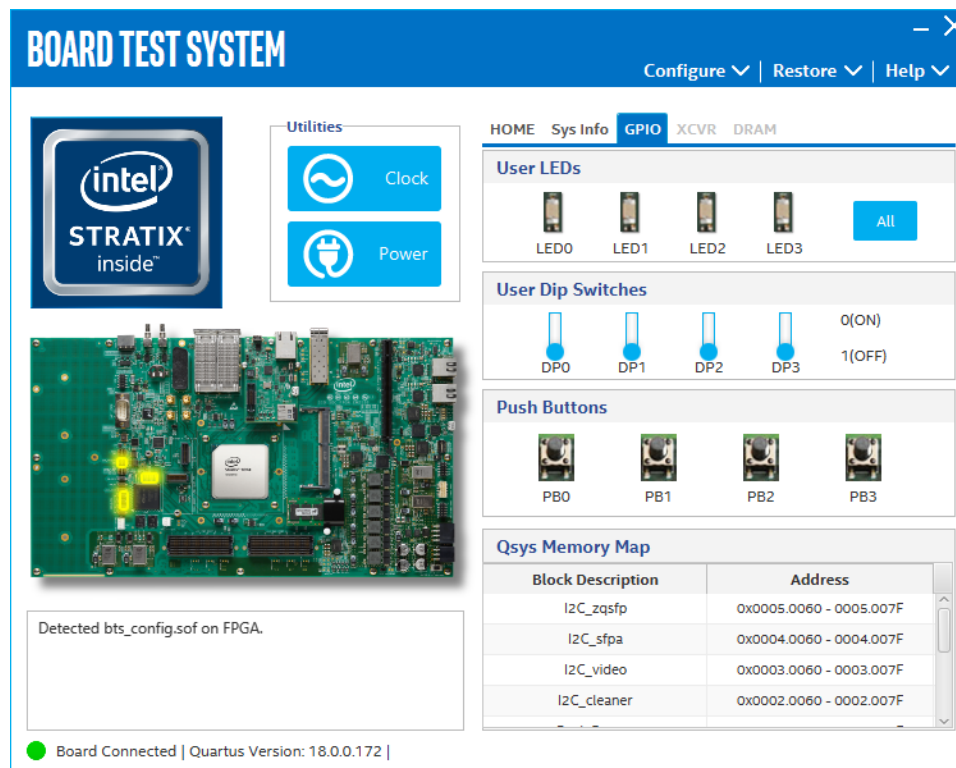 BOARD TEST SYSTEM
Configure | Restore | Help
intel
STRATIX
inside™
Utilities
Clock
Power
HOME Sys Info GPIO XCVR DRAM
User LEDs
LED0 LED1 LED2 LED3
All
User Dip Switches
0(ON)
1(OFF)
DP0 DP1 DP2 DP3
Push Buttons
PB0 PB1 PB2 PB3
Qsys Memory Map
Block Description Address
I2C_zqsfp 0x0005.0060 - 0005.007F
I2C_sfpa 0x0004.0060 - 0004.007F
I2C_video 0x0003.0060 - 0003.007F
I2C_cleaner 0x0002.0060 - 0002.007F
(intel)
Detected bts_config.sof on FPGA.
Board Connected | Quartus Version: 18.0.0.172 |